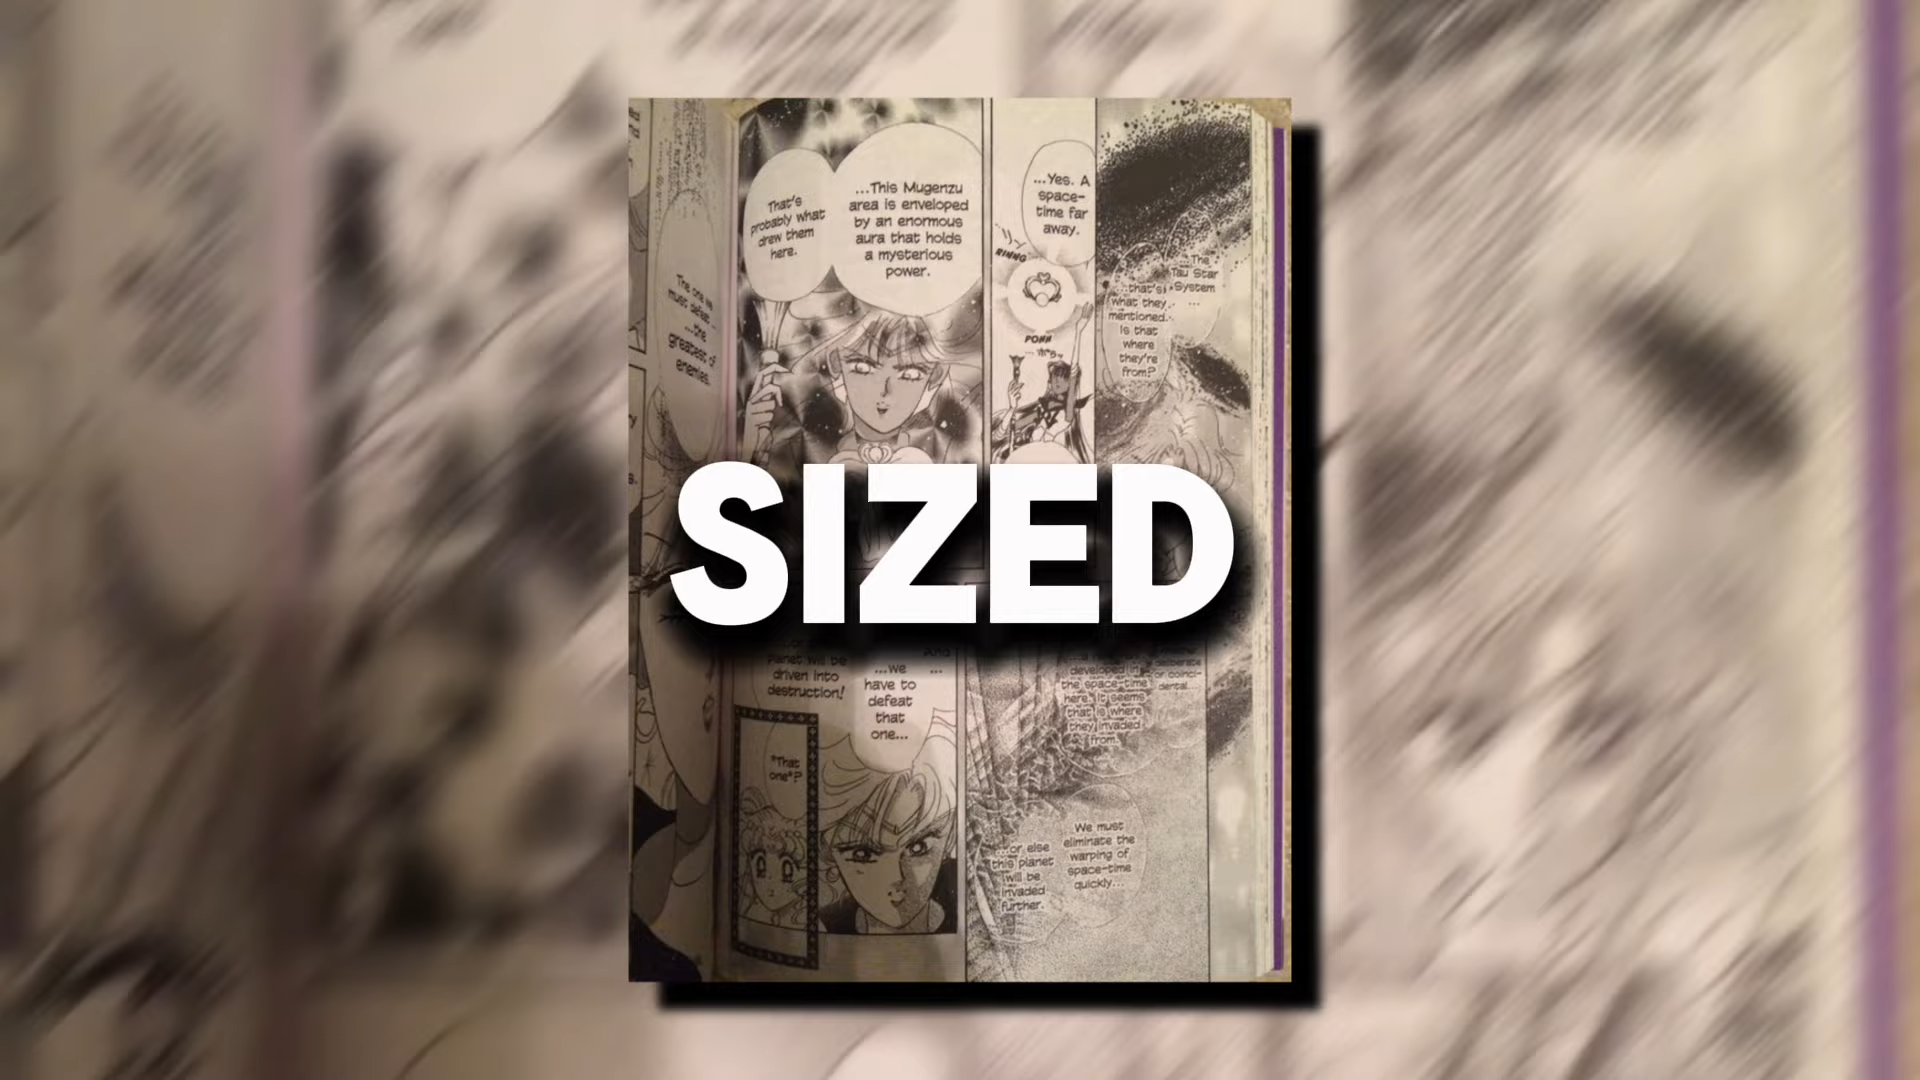 The
Tau Star
System
...
...that's
what they
mentioned.
Is that
where
they're
from?
...Yes. A
space-
time far
away.
RINNG
PONN
...This Mugenzu
area is enveloped
by an enormous
aura that holds
a mysterious
power.
That's
probably what
drew them
here.
The one we
must defeat...
...the
greatest of
enemies.
SIZED
deliberate
or coinci-
dental...
developed in
the space-time
here. It seems
that is where
they invaded
from.
We must
eliminate the
warping of
space-time
quickly...
...or else
this planet
will be
invaded
further.
And
...
...we
have to
defeat
that
one...
planet will be
driven into
destruction!
"That
one"?